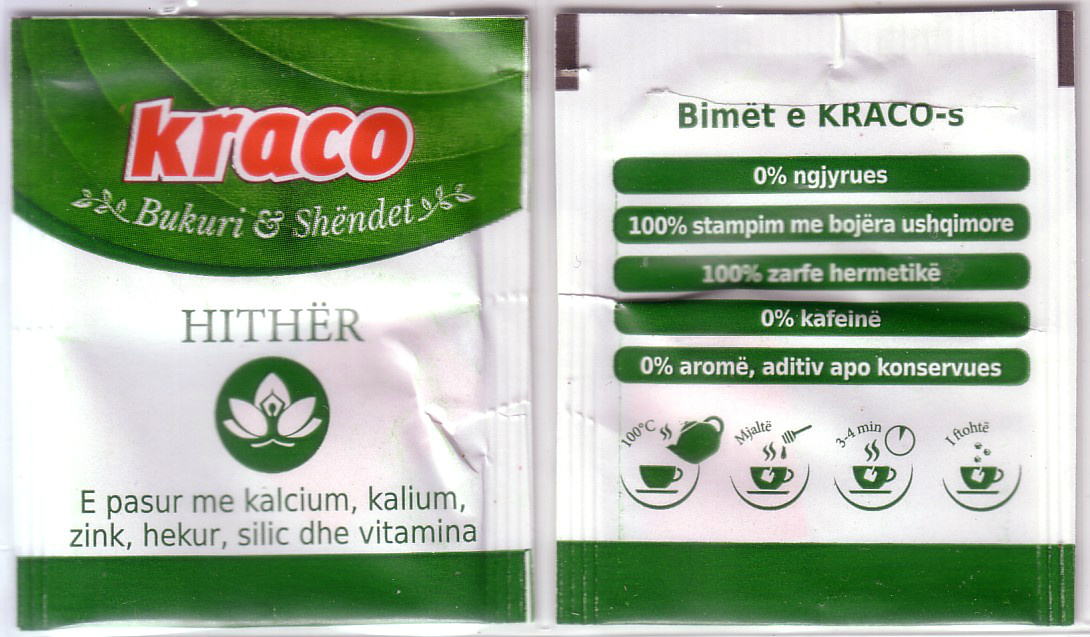 kraco
Bukuri & Shëndet
HITHËR
E pasur me kalcium, kalium,
zink, hekur, silic dhe vitamina
Bimët e KRACO-s
0% ngjyrues
100% stampim me bojëra ushqimore
100% zarfe hermetikë
0% kafeinë
0% aromë, aditiv apo konservues
100°C
Mjaltë
3-4 min
I ftohtë